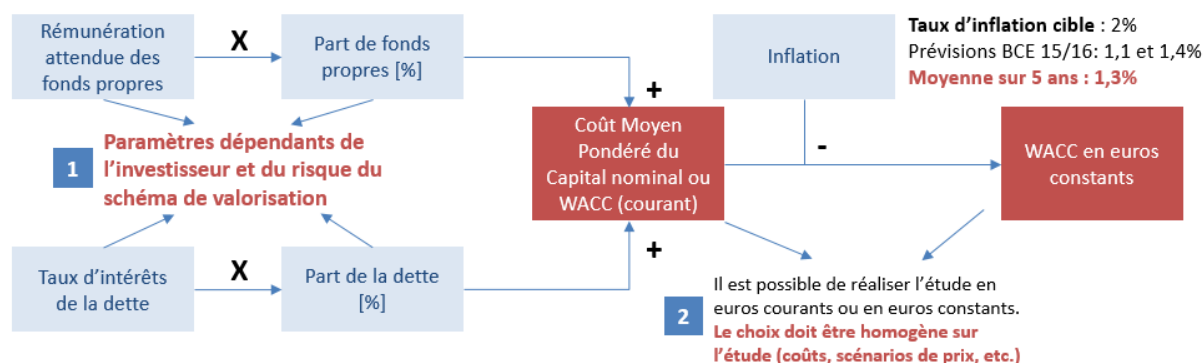 Rémunération
attendue des
fonds propres
X
Part de fonds
propres [%]
Inflation
Taux d’inflation cible : 2%
Prévisions BCE 15/16: 1,1 et 1,4%
Moyenne sur 5 ans : 1,3%
+
1
Paramètres dépendants de
l’investisseur et du risque du
schéma de valorisation
Coût Moyen
Pondéré du
Capital nominal ou
WACC (courant)
-
WACC en euros
constants
+
Taux d’intérêts
de la dette
X
Part de la dette
[%]
2
Il est possible de réaliser l’étude en
euros courants ou en euros constants.
Le choix doit être homogène sur
l’étude (coûts, scénarios de prix, etc.)